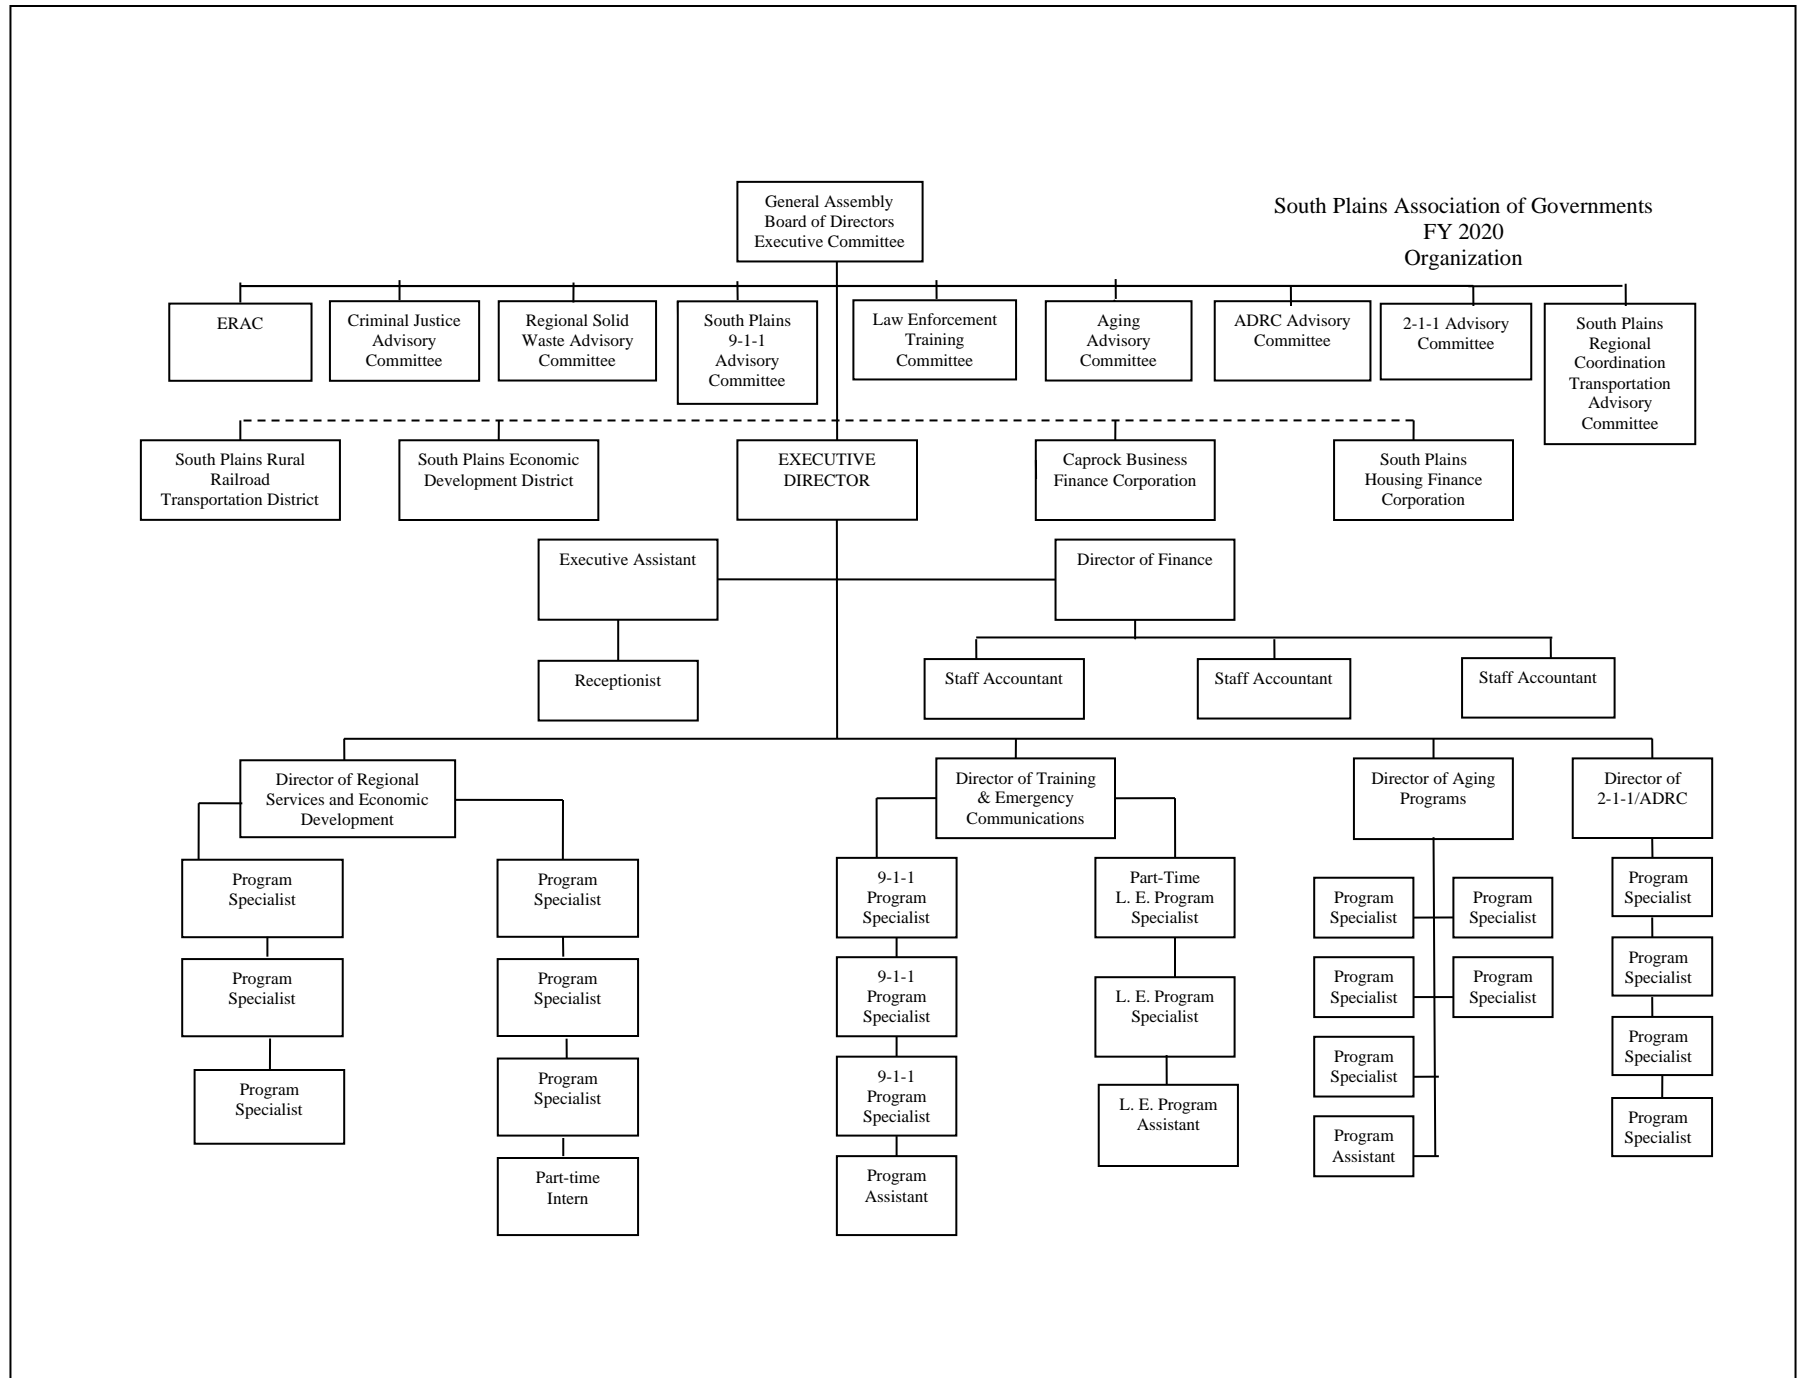 General Assembly
Board of Directors
Executive Committee
South Plains Association of Governments
FY 2020
Organization
ERAC
Criminal Justice
Advisory
Committee
Regional Solid
Waste Advisory
Committee
South Plains
9-1-1
Advisory
Committee
Law Enforcement
Training
Committee
Aging
Advisory
Committee
ADRC Advisory
Committee
2-1-1 Advisory
Committee
South Plains
Regional
Coordination
Transportation
Advisory
Committee
South Plains Rural
Railroad
Transportation District
South Plains Economic
Development District
EXECUTIVE
DIRECTOR
Caprock Business
Finance Corporation
South Plains
Housing Finance
Corporation
Executive Assistant
Director of Finance
Receptionist
Staff Accountant
Staff Accountant
Staff Accountant
Director of Regional
Services and Economic
Development
Director of Training
& Emergency
Communications
Director of Aging
Programs
Director of
2-1-1/ADRC
Program
Specialist
Program
Specialist
Program
Specialist
Program
Specialist
Program
Specialist
Program
Specialist
Part-time
Intern
9-1-1
Program
Specialist
9-1-1
Program
Specialist
9-1-1
Program
Specialist
Program
Assistant
Part-Time
L. E. Program
Specialist
L. E. Program
Specialist
L. E. Program
Assistant
Program
Specialist
Program
Specialist
Program
Specialist
Program
Specialist
Program
Specialist
Program
Assistant
Program
Specialist
Program
Specialist
Program
Specialist
Program
Specialist